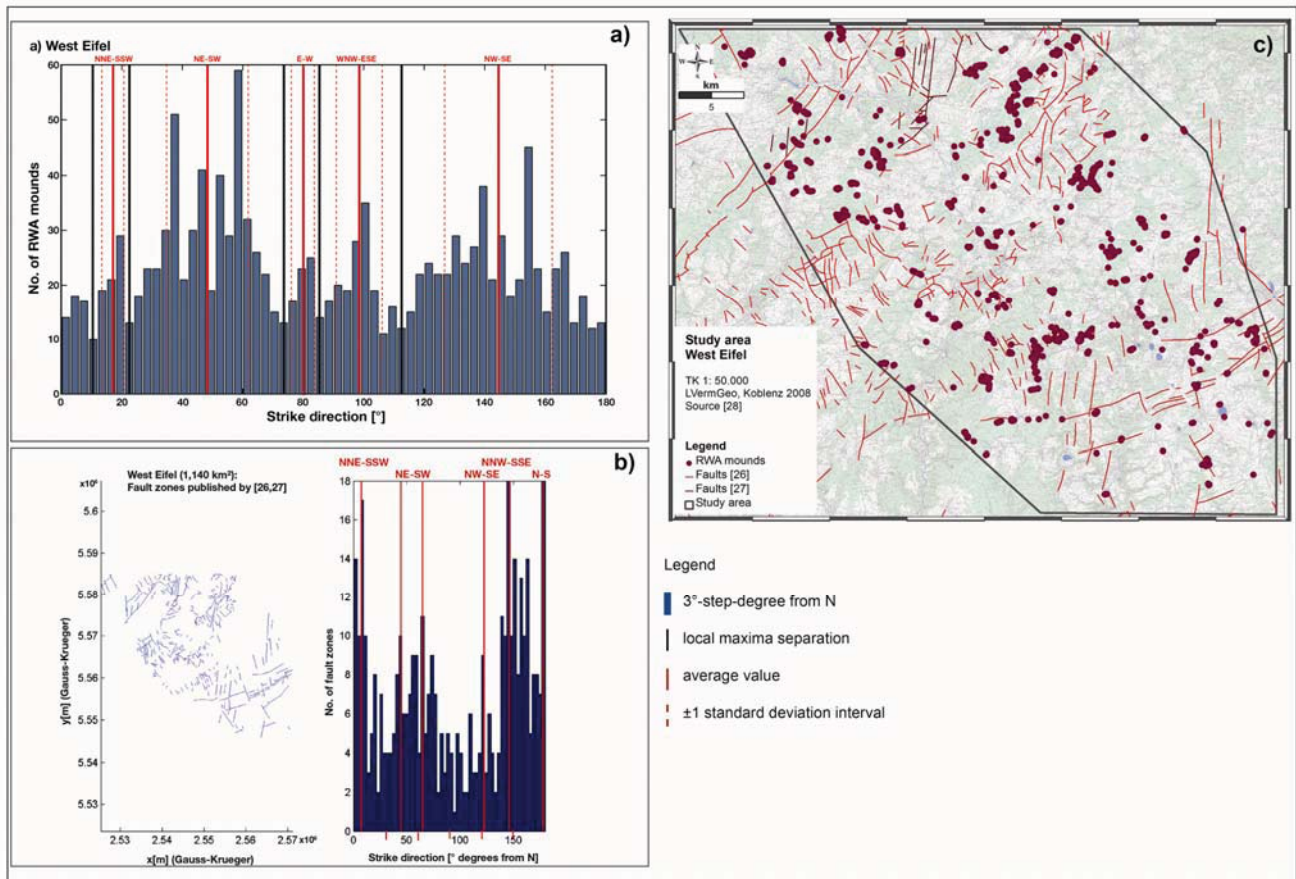 a)
a) West Eifel
NNE-SSW
NE-SW
E-W
WNW-ESE
NW-SE
No. of RWA mounds
60
50
40
30
20
10
0
0 20 40 60 80 100 120 140 160 180
Strike direction [°]
b)
West Eifel (1,140 km²):
Fault zones published by [26,27]
x10⁶
5.6
5.59
5.58
5.57
5.56
5.55
5.54
5.53
y[m] (Gauss-Krueger)
2.53 2.54 2.55 2.56 2.57 x10⁶
x[m] (Gauss-Krueger)
NNE-SSW
NNW-SSE
NE-SW
NW-SE
N-S
No. of fault zones
18
16
14
12
10
8
6
4
2
0
0 50 100 150
Strike direction [° degrees from N]
c)
N
W E
S
km
5
Study area
West Eifel
TK 1: 50.000
LVermGeo, Koblenz 2008
Source [28]
Legend
RWA mounds
Faults [26]
Faults [27]
Study area
Legend
3°-step-degree from N
local maxima separation
average value
±1 standard deviation interval